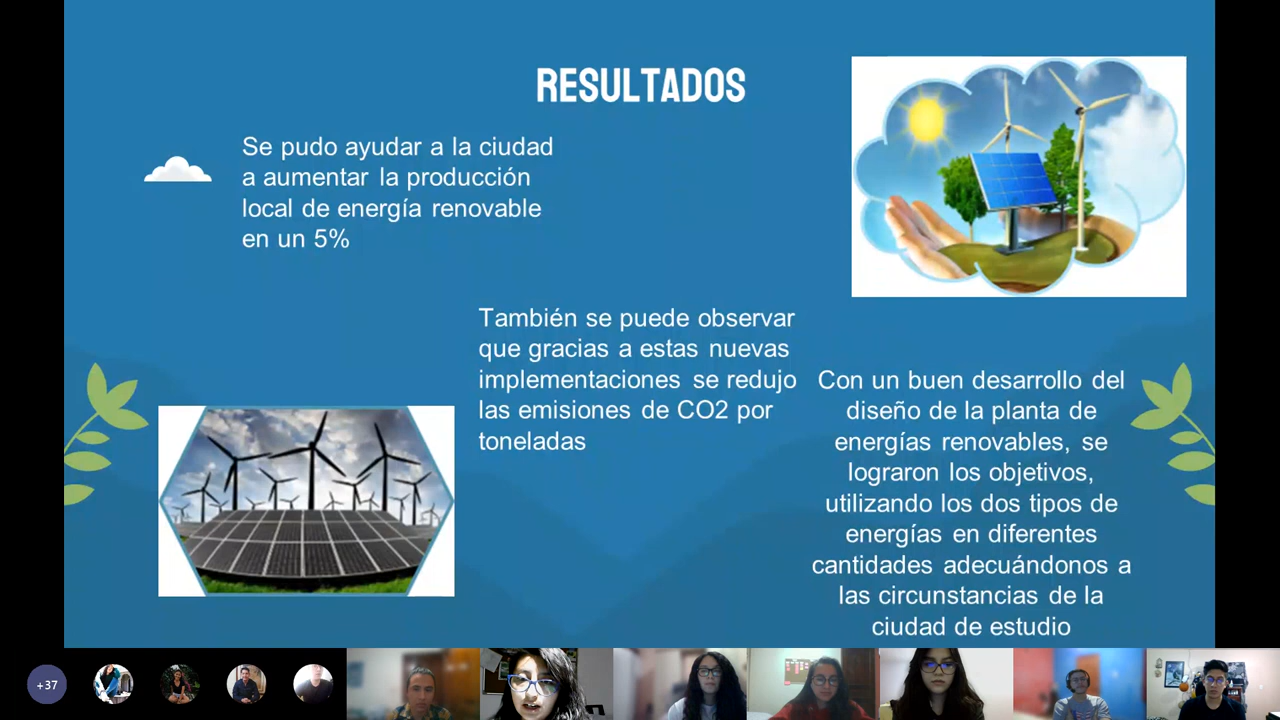 RESULTADOS
Se pudo ayudar a la ciudad
a aumentar la producción
local de energía renovable
en un 5%
También se puede observar
que gracias a estas nuevas
implementaciones se redujo
las emisiones de CO2 por
toneladas
Con un buen desarrollo del
diseño de la planta de
energías renovables, se
lograron los objetivos,
utilizando los dos tipos de
energías en diferentes
cantidades adecuándonos a
las circunstancias de la
ciudad de estudio
+37